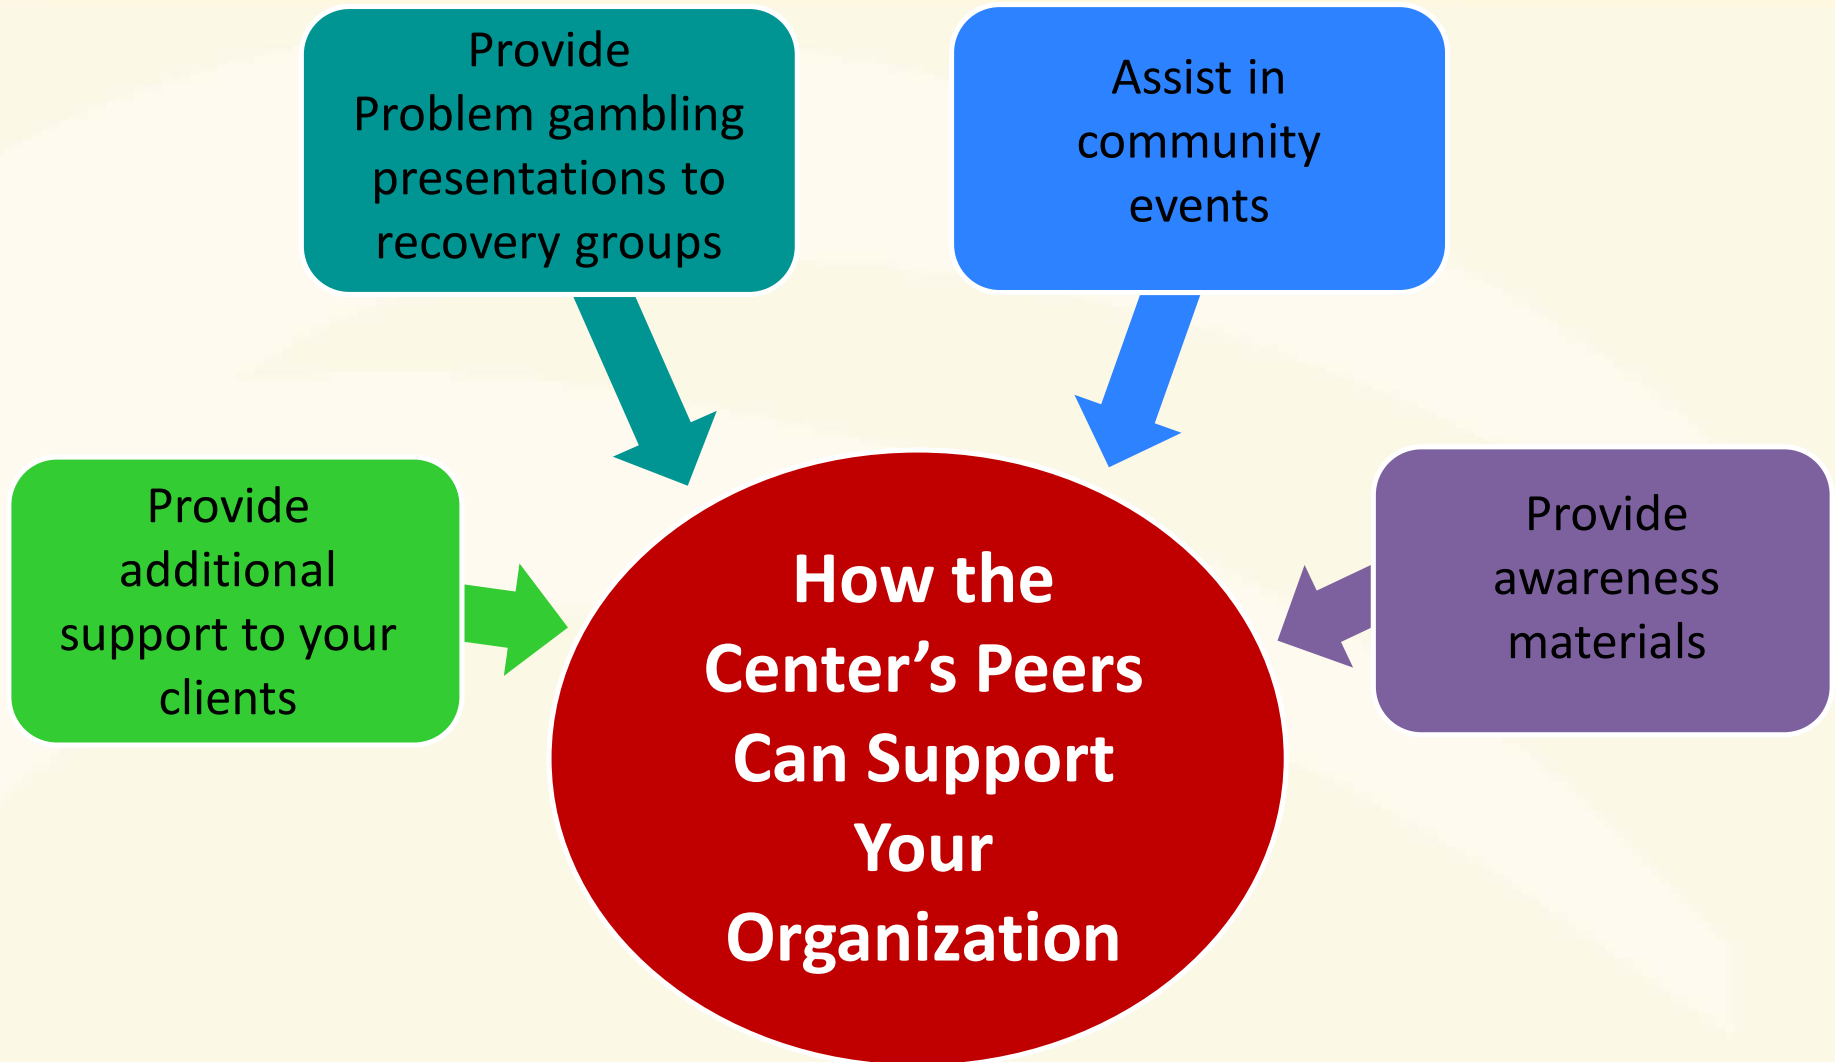 Provide
Problem gambling
presentations to
recovery groups
Assist in
community
events
Provide
additional
support to your
clients
Provide
awareness
materials
How the
Center’s Peers
Can Support
Your
Organization